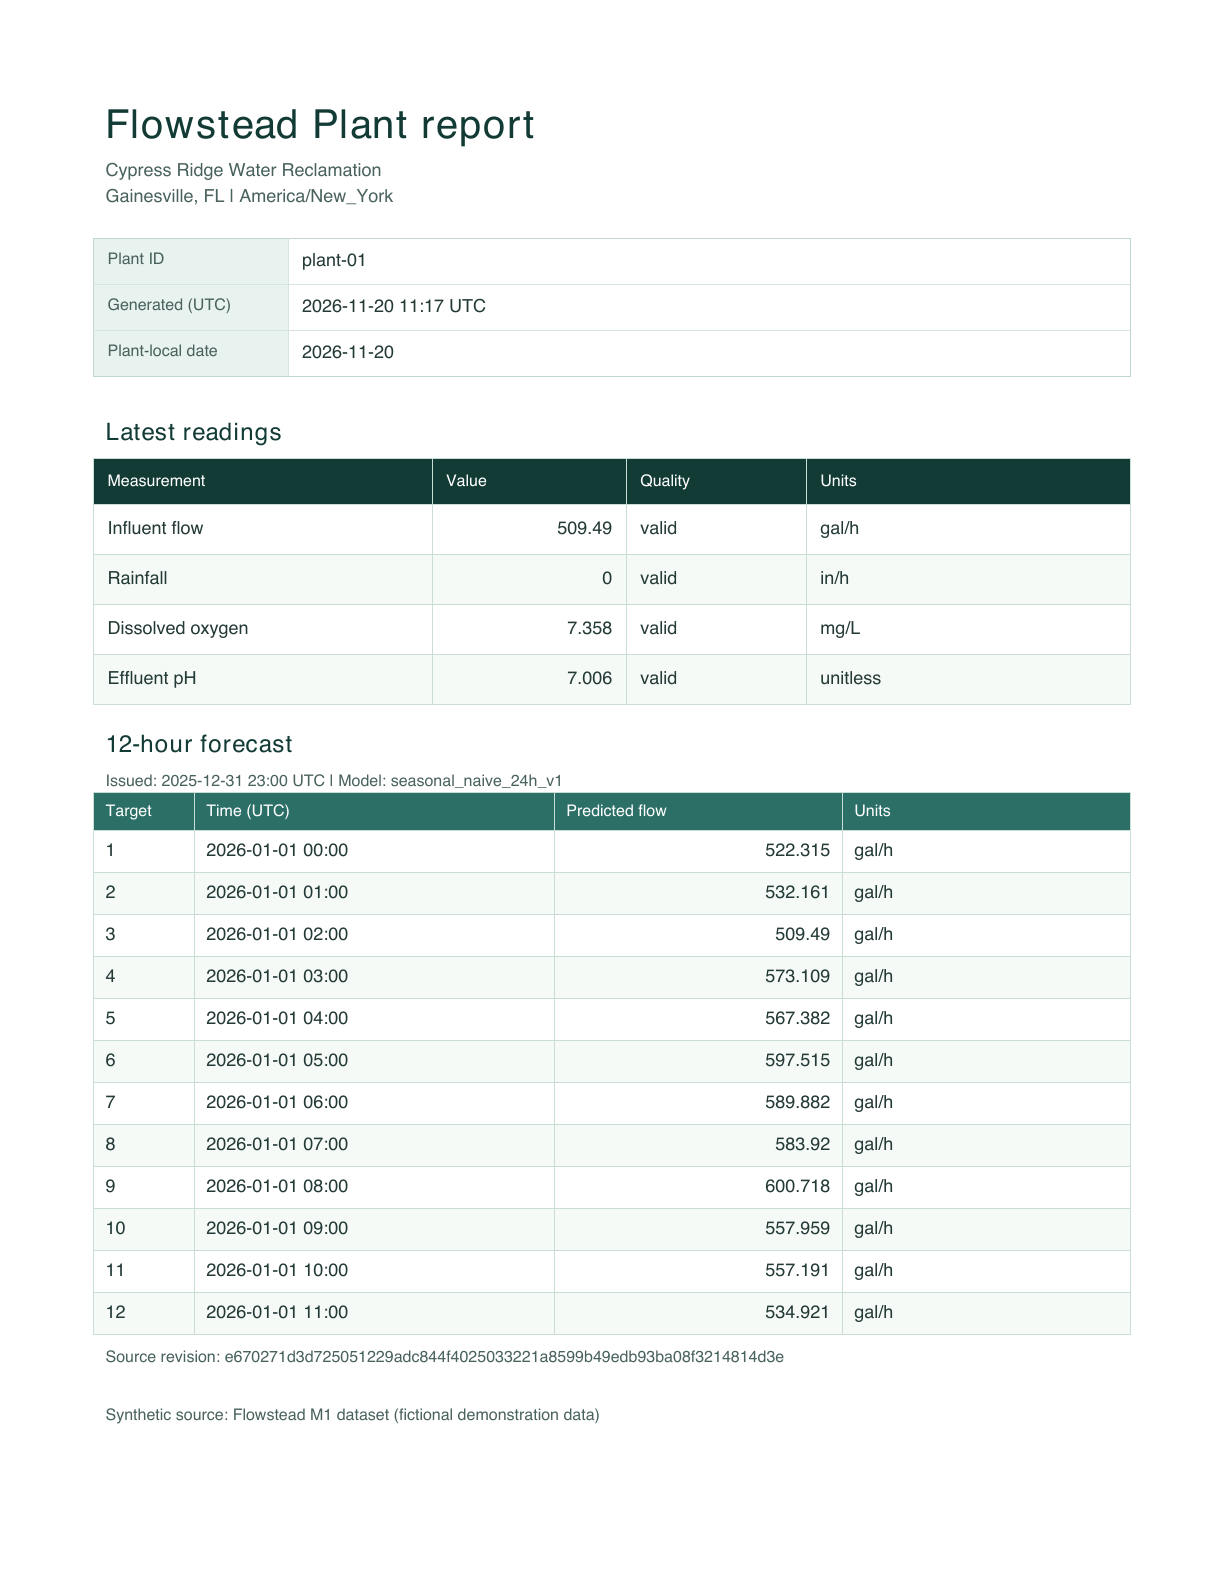 Flowstead Plant report
Cypress Ridge Water Reclamation
Gainesville, FL | America/New_York
Plant ID plant-01
Generated (UTC) 2026-11-20 11:17 UTC
Plant-local date 2026-11-20
Latest readings
Measurement Value Quality Units
Influent flow 509.49 valid gal/h
Rainfall 0 valid in/h
Dissolved oxygen 7.358 valid mg/L
Effluent pH 7.006 valid unitless
12-hour forecast
Issued: 2025-12-31 23:00 UTC | Model: seasonal_naive_24h_v1
Target Time (UTC) Predicted flow Units
1 2026-01-01 00:00 522.315 gal/h
2 2026-01-01 01:00 532.161 gal/h
3 2026-01-01 02:00 509.49 gal/h
4 2026-01-01 03:00 573.109 gal/h
5 2026-01-01 04:00 567.382 gal/h
6 2026-01-01 05:00 597.515 gal/h
7 2026-01-01 06:00 589.882 gal/h
8 2026-01-01 07:00 583.92 gal/h
9 2026-01-01 08:00 600.718 gal/h
10 2026-01-01 09:00 557.959 gal/h
11 2026-01-01 10:00 557.191 gal/h
12 2026-01-01 11:00 534.921 gal/h
Source revision: e670271d3d725051229adc844f4025033221a8599b49edb93ba08f3214814d3e
Synthetic source: Flowstead M1 dataset (fictional demonstration data)